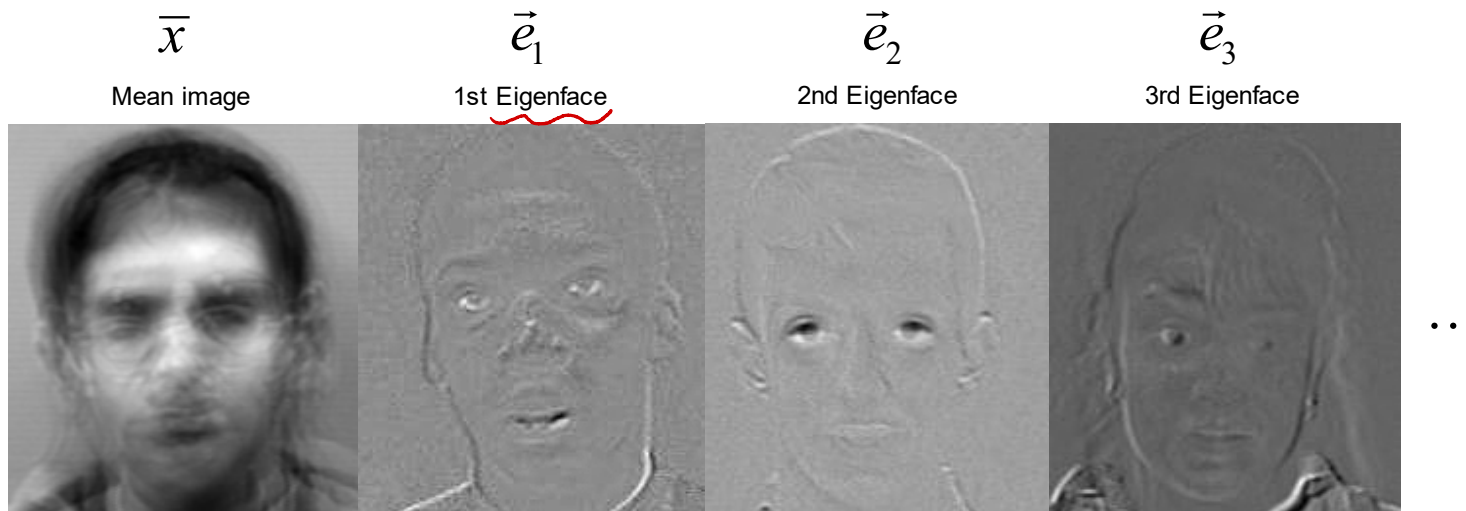 x̄ e⃗₁ e⃗₂ e⃗₃
Mean image 1st Eigenface 2nd Eigenface 3rd Eigenface
..